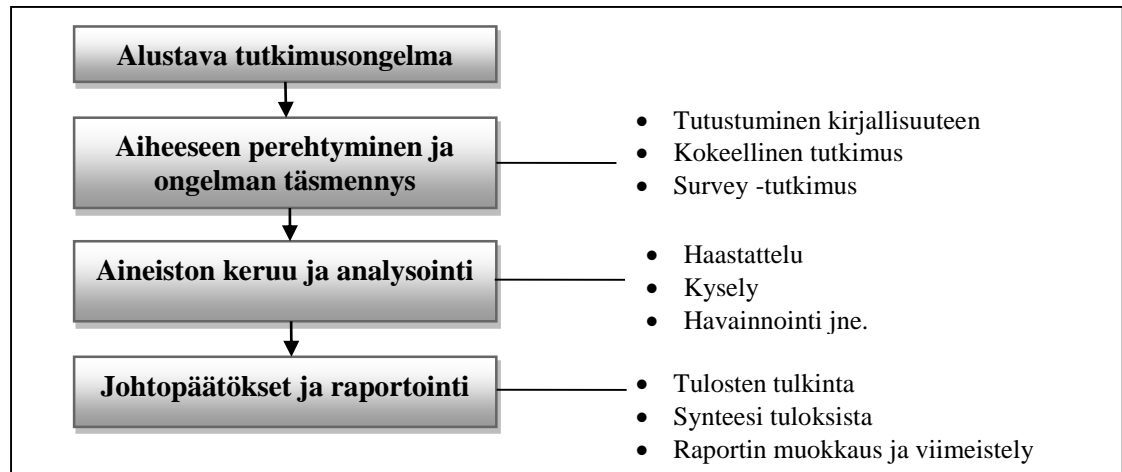 Alustava tutkimusongelma
Aiheeseen perehtyminen ja
ongelman täsmennys
• Tutustuminen kirjallisuuteen
• Kokeellinen tutkimus
• Survey -tutkimus
Aineiston keruu ja analysointi
• Haastattelu
• Kysely
• Havainnointi jne.
Johtopäätökset ja raportointi
• Tulosten tulkinta
• Synteesi tuloksista
• Raportin muokkaus ja viimeistely